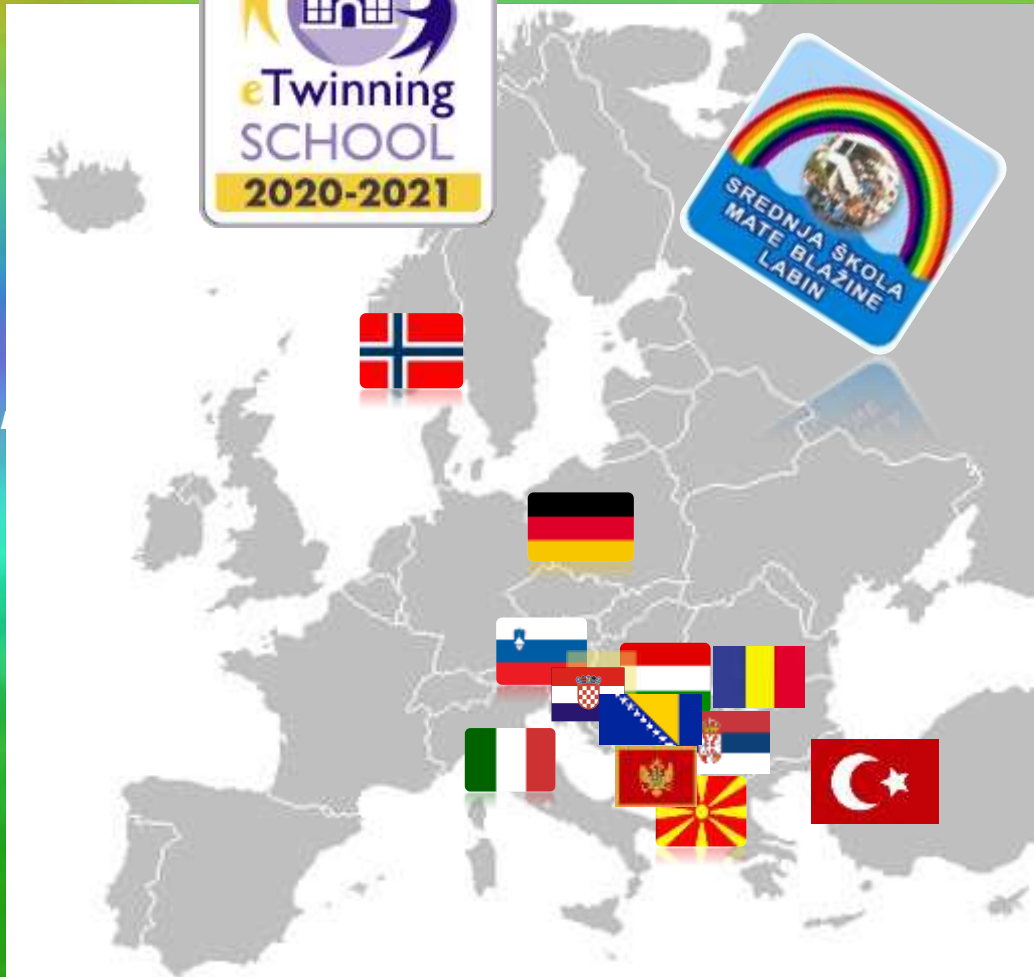 eTwinning
SCHOOL
2020-2021
SREDNJA ŠKOLA
MATE BLAŽINE
LABIN